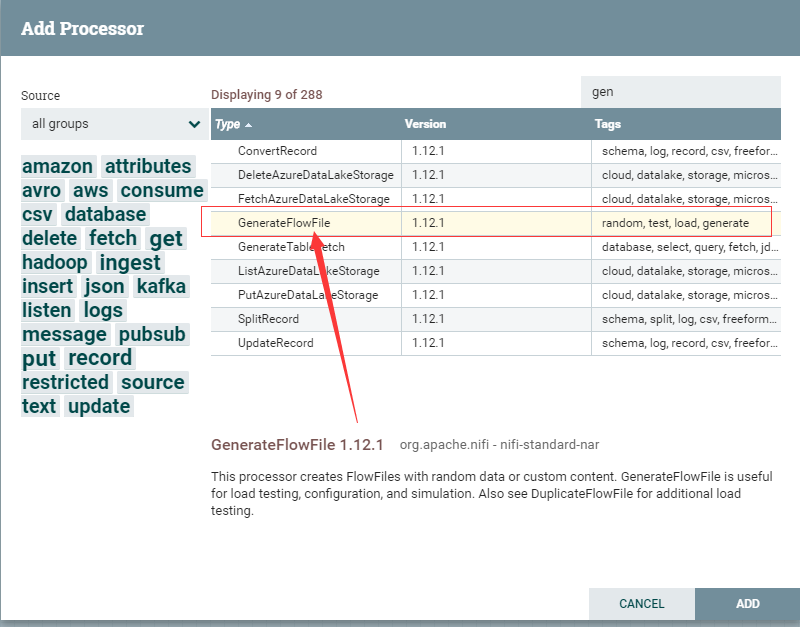 Add Processor
Source
Displaying 9 of 288
gen
all groups
Type Version Tags
ConvertRecord 1.12.1 schema, log, record, csv, freefor...
DeleteAzureDataLakeStorage 1.12.1 cloud, datalake, storage, micros...
FetchAzureDataLakeStorage 1.12.1 cloud, datalake, storage, micros...
GenerateFlowFile 1.12.1 random, test, load, generate
GenerateTableFetch 1.12.1 database, select, query, fetch, jd...
ListAzureDataLakeStorage 1.12.1 cloud, datalake, storage, micros...
PutAzureDataLakeStorage 1.12.1 cloud, datalake, storage, micros...
SplitRecord 1.12.1 schema, split, log, csv, freeform...
UpdateRecord 1.12.1 schema, log, record, csv, freefor...
amazon attributes
avro aws consume
csv database
delete fetch get
hadoop ingest
insert json kafka
listen logs
message pubsub
put record
restricted source
text update
GenerateFlowFile 1.12.1 org.apache.nifi - nifi-standard-nar
This processor creates FlowFiles with random data or custom content. GenerateFlowFile is useful
for load testing, configuration, and simulation. Also see DuplicateFlowFile for additional load
testing.
CANCEL ADD